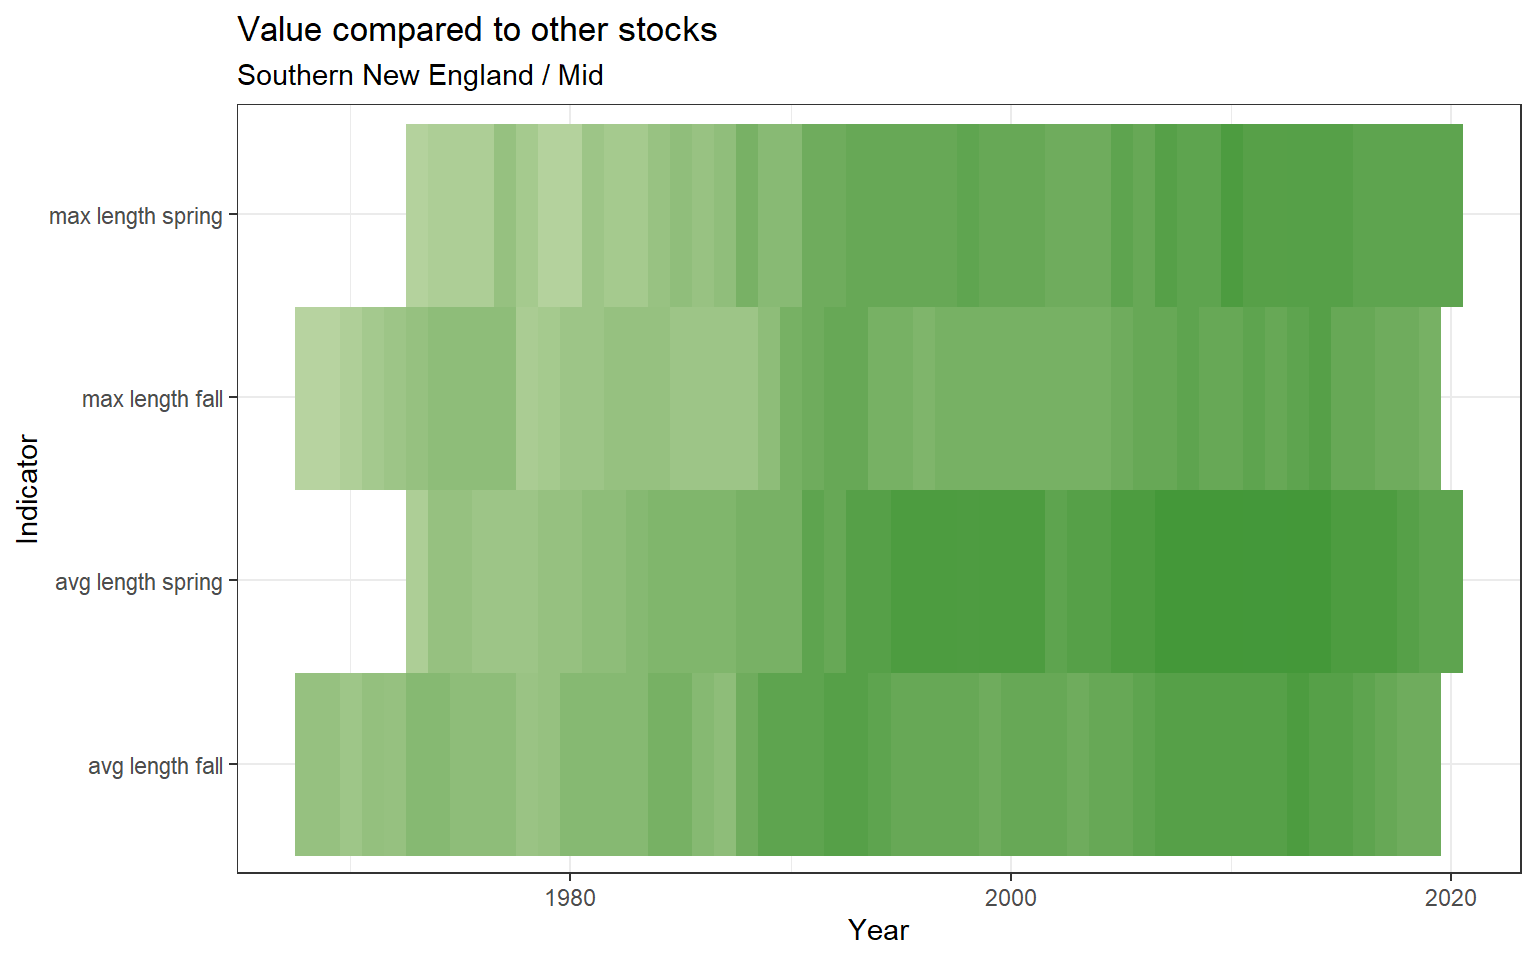 Value compared to other stocks
Southern New England / Mid
Indicator
max length spring
max length fall
avg length spring
avg length fall
1980
2000
2020
Year